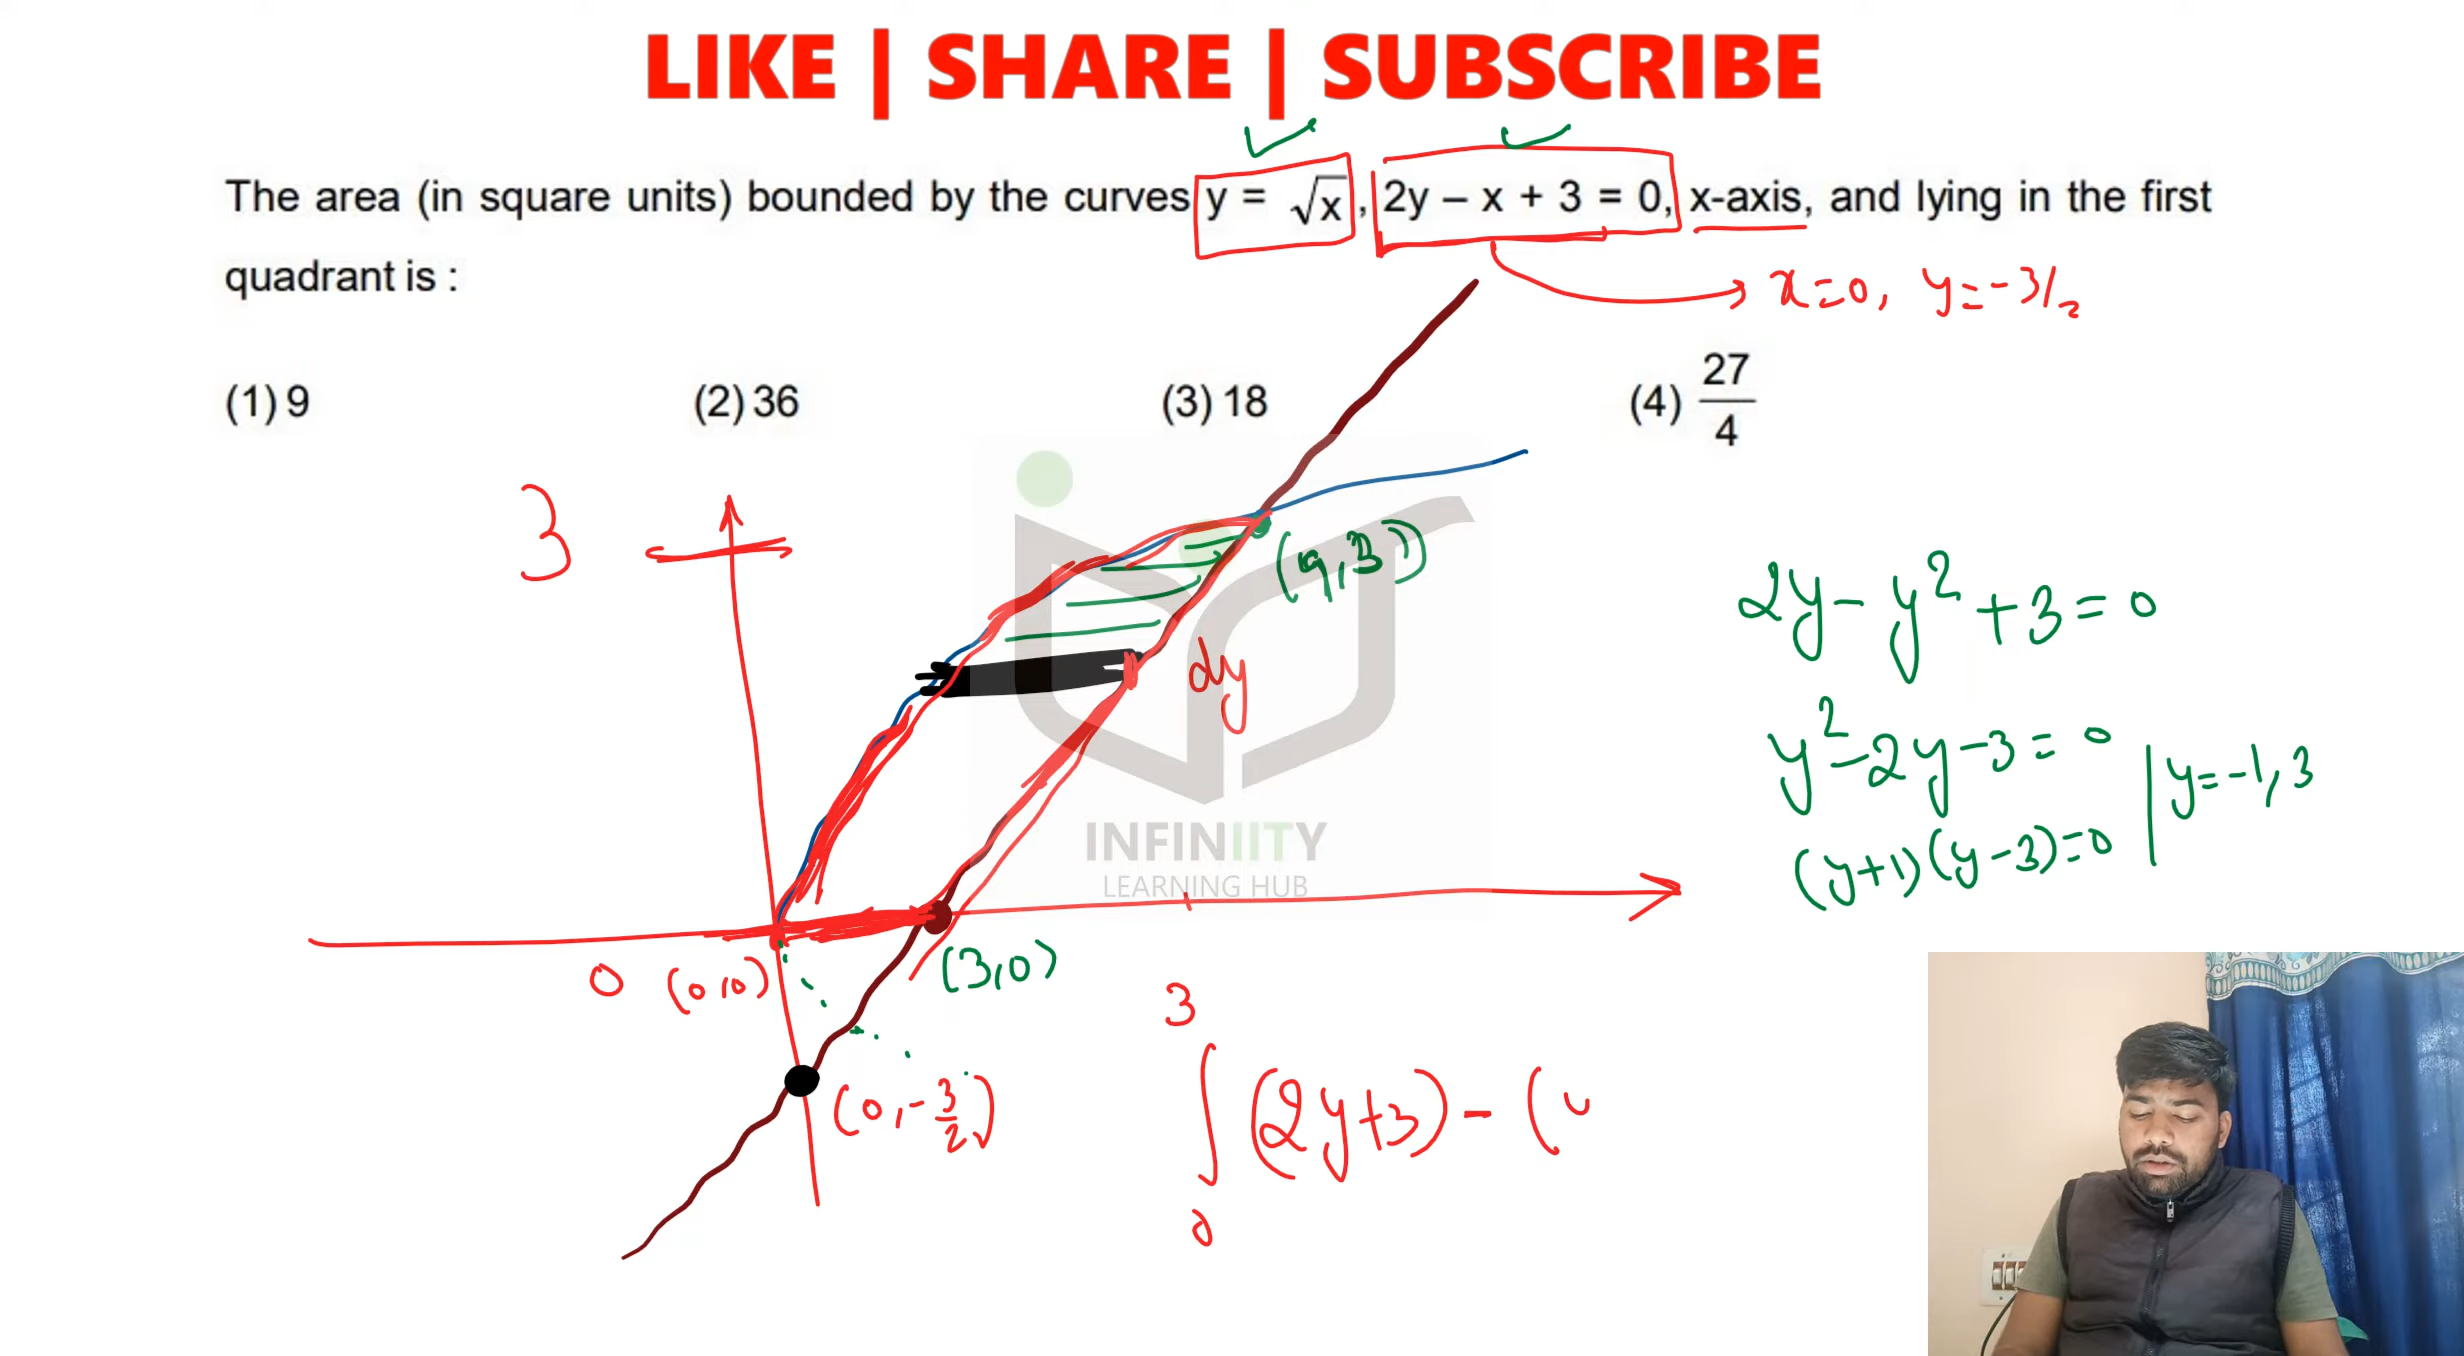 LIKE | SHARE | SUBSCRIBE
The area (in square units) bounded by the curves y = √x , 2y – x + 3 = 0, x-axis, and lying in the first
quadrant is :
x=0, y=-3/2
(1) 9 (2) 36 (3) 18 (4) 27/4
3
(9,3)
2y-y²+3=0
dy
y²-2y-3=0
y=-1,3
(y+1)(y-3)=0
INFINIITY
LEARNING HUB
0 (0,0) (3,0)
(0,-3/2)
3
∫ (2y+3) - (
0